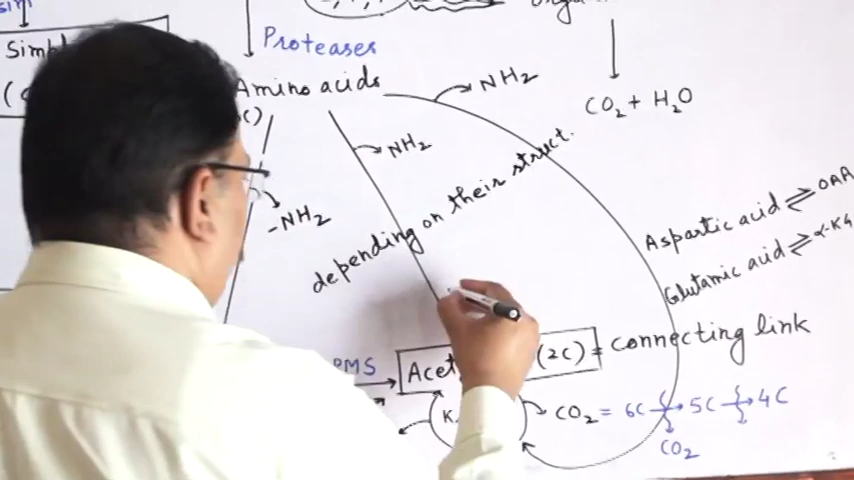 Proteases
Amino acids
NH2
CO2 + H2O
NH2
-NH2
depending on their struct.
Aspartic acid ⇌ OAA
Glutamic acid ⇌ α-KG
(2C) = connecting link
CO2 = 6C → 5C → 4C
CO2